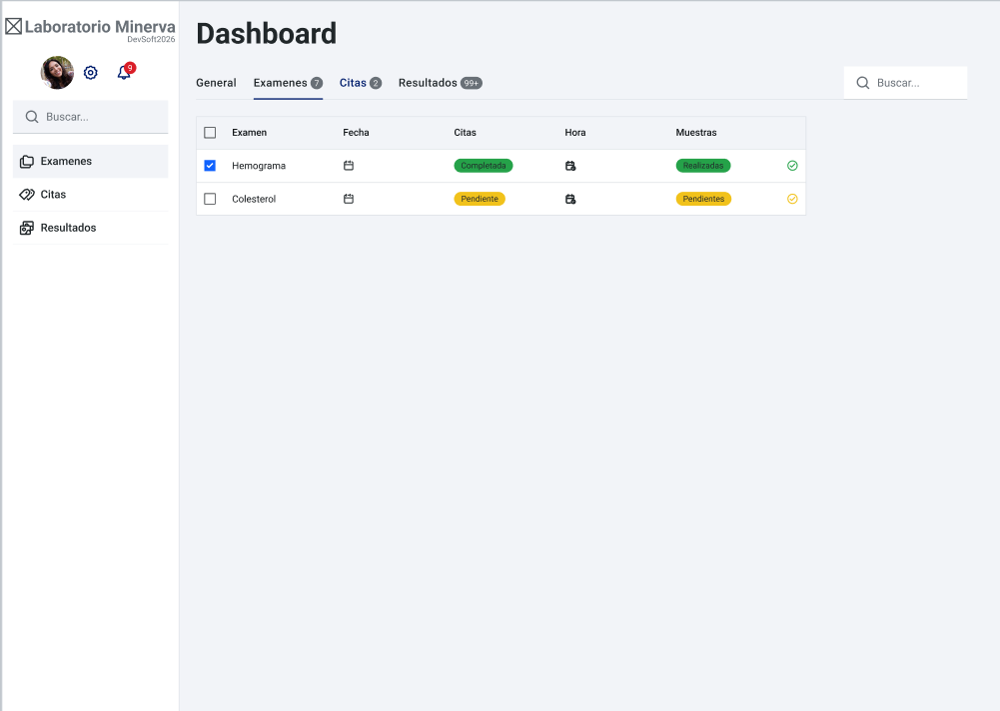 Laboratorio Minerva
DevSoft2026
9
Buscar...
Examenes
Citas
Resultados
Dashboard
General Examenes 7 Citas 2 Resultados 99+ Buscar...
Examen Fecha Citas Hora Muestras
Hemograma Completada Realizadas
Colesterol Pendiente Pendientes